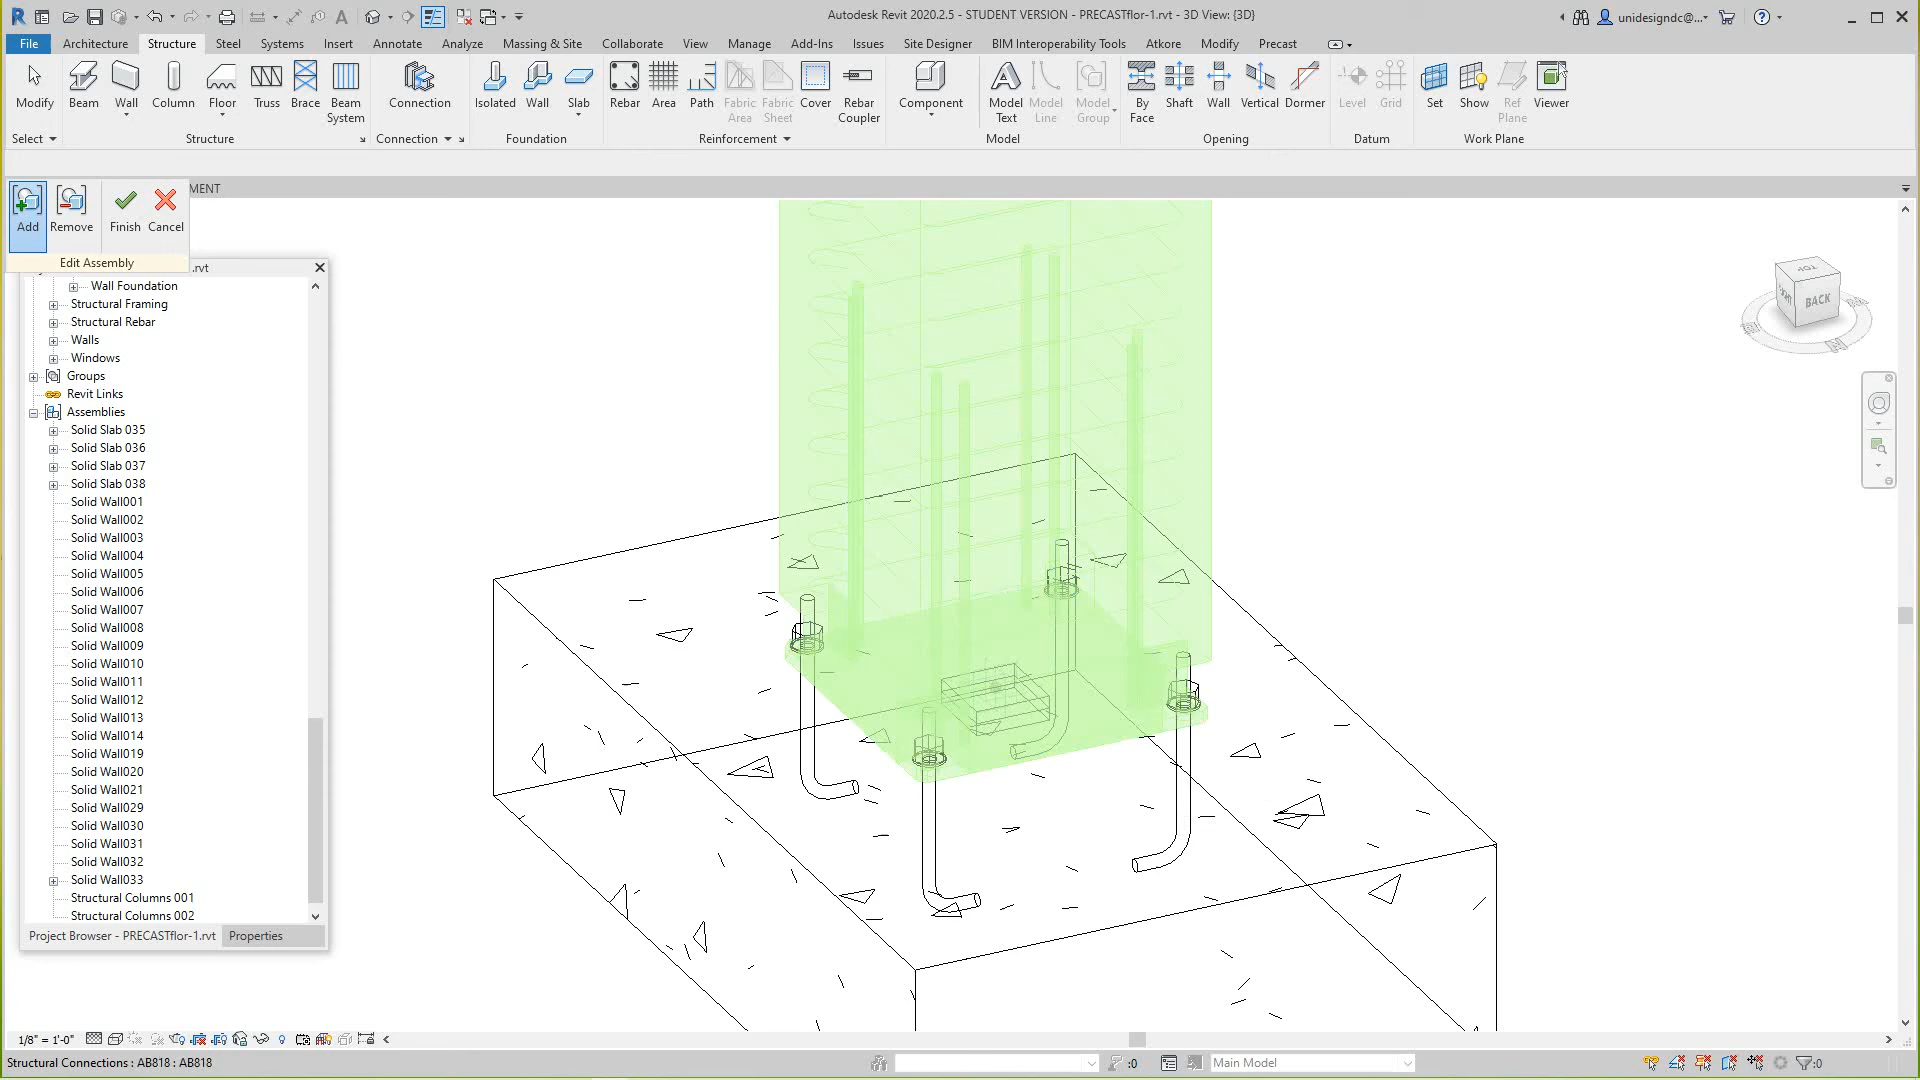 Autodesk Revit 2020.2.5 - STUDENT VERSION - PRECASTflor-1.rvt - 3D View: {3D}
unidesigndc@...
File Architecture Structure Steel Systems Insert Annotate Analyze Massing & Site Collaborate View Manage Add-Ins Issues Site Designer BIM Interoperability Tools Atkore Modify Precast
Modify Beam Wall Column Floor Truss Brace Beam System Connection Isolated Wall Slab Rebar Area Path Fabric Area Fabric Sheet Cover Rebar Coupler Component Model Text Model Line Model Group By Face Shaft Wall Vertical Dormer Level Grid Set Show Ref Plane Viewer
Select Structure Connection Foundation Reinforcement Model Opening Datum Work Plane
MENT
Add Remove Finish Cancel
Edit Assembly
.rvt
Wall Foundation
Structural Framing
Structural Rebar
Walls
Windows
Groups
Revit Links
Assemblies
Solid Slab 035
Solid Slab 036
Solid Slab 037
Solid Slab 038
Solid Wall001
Solid Wall002
Solid Wall003
Solid Wall004
Solid Wall005
Solid Wall006
Solid Wall007
Solid Wall008
Solid Wall009
Solid Wall010
Solid Wall011
Solid Wall012
Solid Wall013
Solid Wall014
Solid Wall019
Solid Wall020
Solid Wall021
Solid Wall029
Solid Wall030
Solid Wall031
Solid Wall032
Solid Wall033
Structural Columns 001
Structural Columns 002
Project Browser - PRECASTflor-1.rvt Properties
TOP
BACK
1/8" = 1'-0"
Structural Connections : AB818 : AB818
:0
Main Model
:0